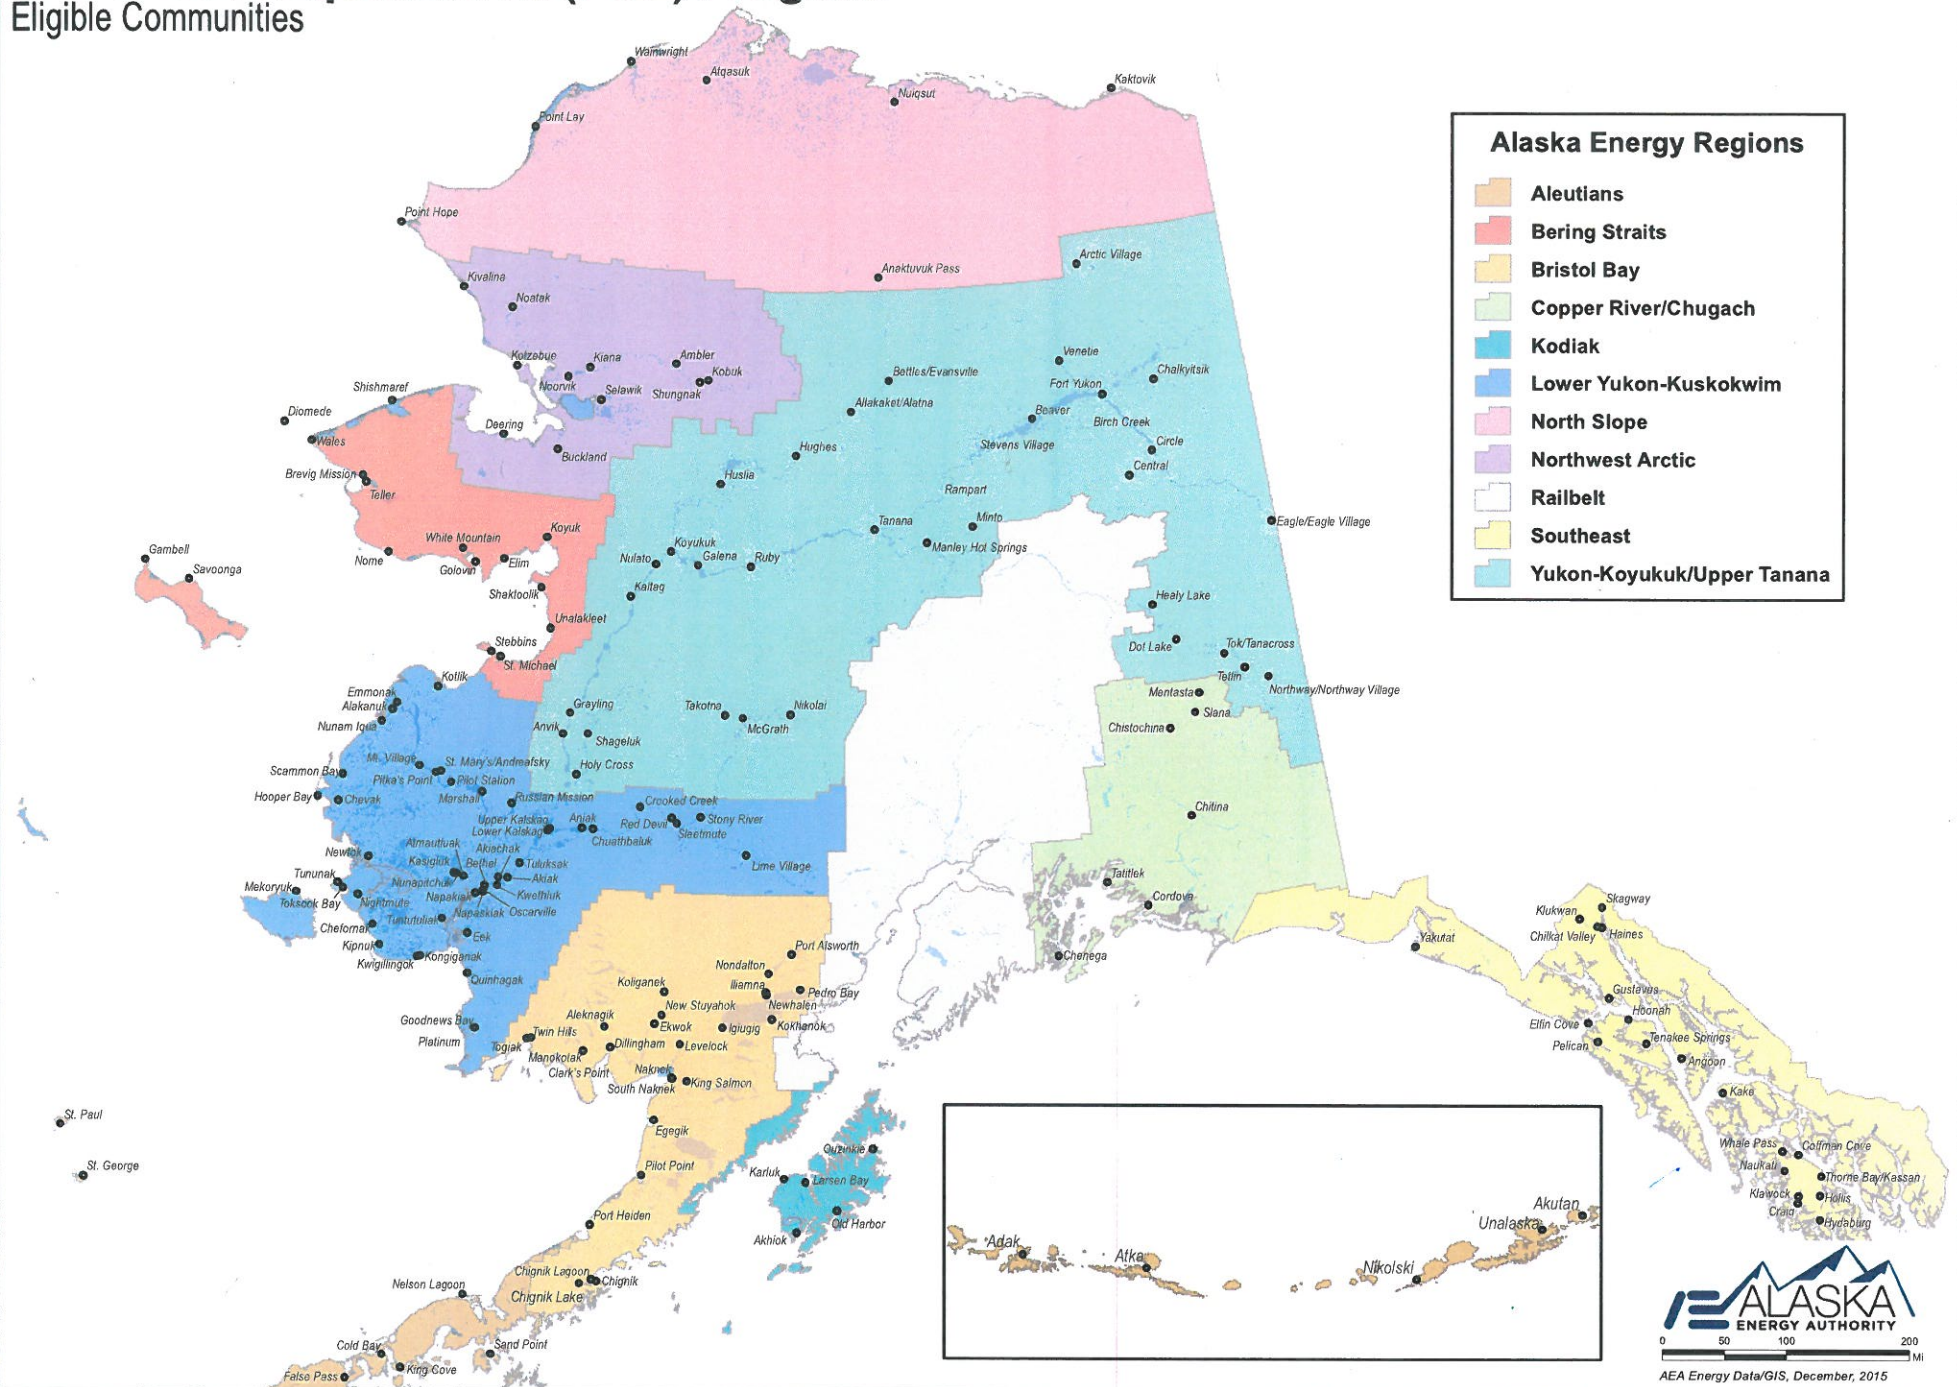 Eligible Communities
Wainwright
Atqasuk
Nuiqsut
Kaktovik
Point Lay
Point Hope
Anaktuvuk Pass
Arctic Village
Kivalina
Noatak
Kotzebue
Kiana
Ambler
Kobuk
Noorvik
Selawik
Shungnak
Deering
Buckland
Shishmaref
Diomede
Wales
Brevig Mission
Teller
Koyuk
White Mountain
Nome
Golovin
Elim
Shaktoolik
Unalakleet
Stebbins
St. Michael
Gambell
Savoonga
Venetie
Chalkyitsik
Fort Yukon
Bettles/Evansville
Allakaket/Alatna
Beaver
Birch Creek
Stevens Village
Circle
Central
Hughes
Huslia
Rampart
Tanana
Minto
Manley Hot Springs
Eagle/Eagle Village
Koyukuk
Nulato
Galena
Ruby
Kaltag
Healy Lake
Dot Lake
Tok/Tanacross
Tetlin
Northway/Northway Village
Grayling
Anvik
Shageluk
Holy Cross
Takotna
McGrath
Nikolai
Mentasta
Slana
Chistochina
Chitina
Tatitlek
Cordova
Chenega
Kotlik
Emmonak
Alakanuk
Nunam Iqua
Mt. Village
St. Mary's/Andreafsky
Pitka's Point
Pilot Station
Scammon Bay
Hooper Bay
Chevak
Marshall
Russian Mission
Crooked Creek
Upper Kalskag
Lower Kalskag
Aniak
Chuathbaluk
Red Devil
Sleetmute
Stony River
Lime Village
Newtok
Atmautluak
Akiachak
Kasigluk
Bethel
Tuluksak
Tununak
Nunapitchuk
Akiak
Mekoryuk
Toksook Bay
Nightmute
Napakiak
Kwethluk
Napaskiak
Oscarville
Tuntutuliak
Chefornak
Eek
Kipnuk
Kwigillingok
Kongiganak
Quinhagak
Goodnews Bay
Platinum
Port Alsworth
Nondalton
Koliganek
Iliamna
Pedro Bay
Newhalen
New Stuyahok
Aleknagik
Ekwok
Igiugig
Kokhanok
Twin Hills
Togiak
Manokotak
Dillingham
Levelock
Clark's Point
Naknek
South Naknek
King Salmon
Egegik
Pilot Point
Port Heiden
Chignik Lagoon
Chignik
Chignik Lake
Nelson Lagoon
Cold Bay
King Cove
Sand Point
False Pass
St. Paul
St. George
Ouzinkie
Karluk
Larsen Bay
Old Harbor
Akhiok
Adak
Atka
Nikolski
Unalaska
Akutan
Yakutat
Skagway
Klukwan
Chilkat Valley
Haines
Gustavus
Hoonah
Elfin Cove
Pelican
Tenakee Springs
Angoon
Kake
Whale Pass
Coffman Cove
Naukati
Thorne Bay/Kassan
Klawock
Hollis
Craig
Hydaburg
Alaska Energy Regions
Aleutians
Bering Straits
Bristol Bay
Copper River/Chugach
Kodiak
Lower Yukon-Kuskokwim
North Slope
Northwest Arctic
Railbelt
Southeast
Yukon-Koyukuk/Upper Tanana
ALASKA
ENERGY AUTHORITY
0 50 100 200
Mi
AEA Energy Data/GIS, December, 2015